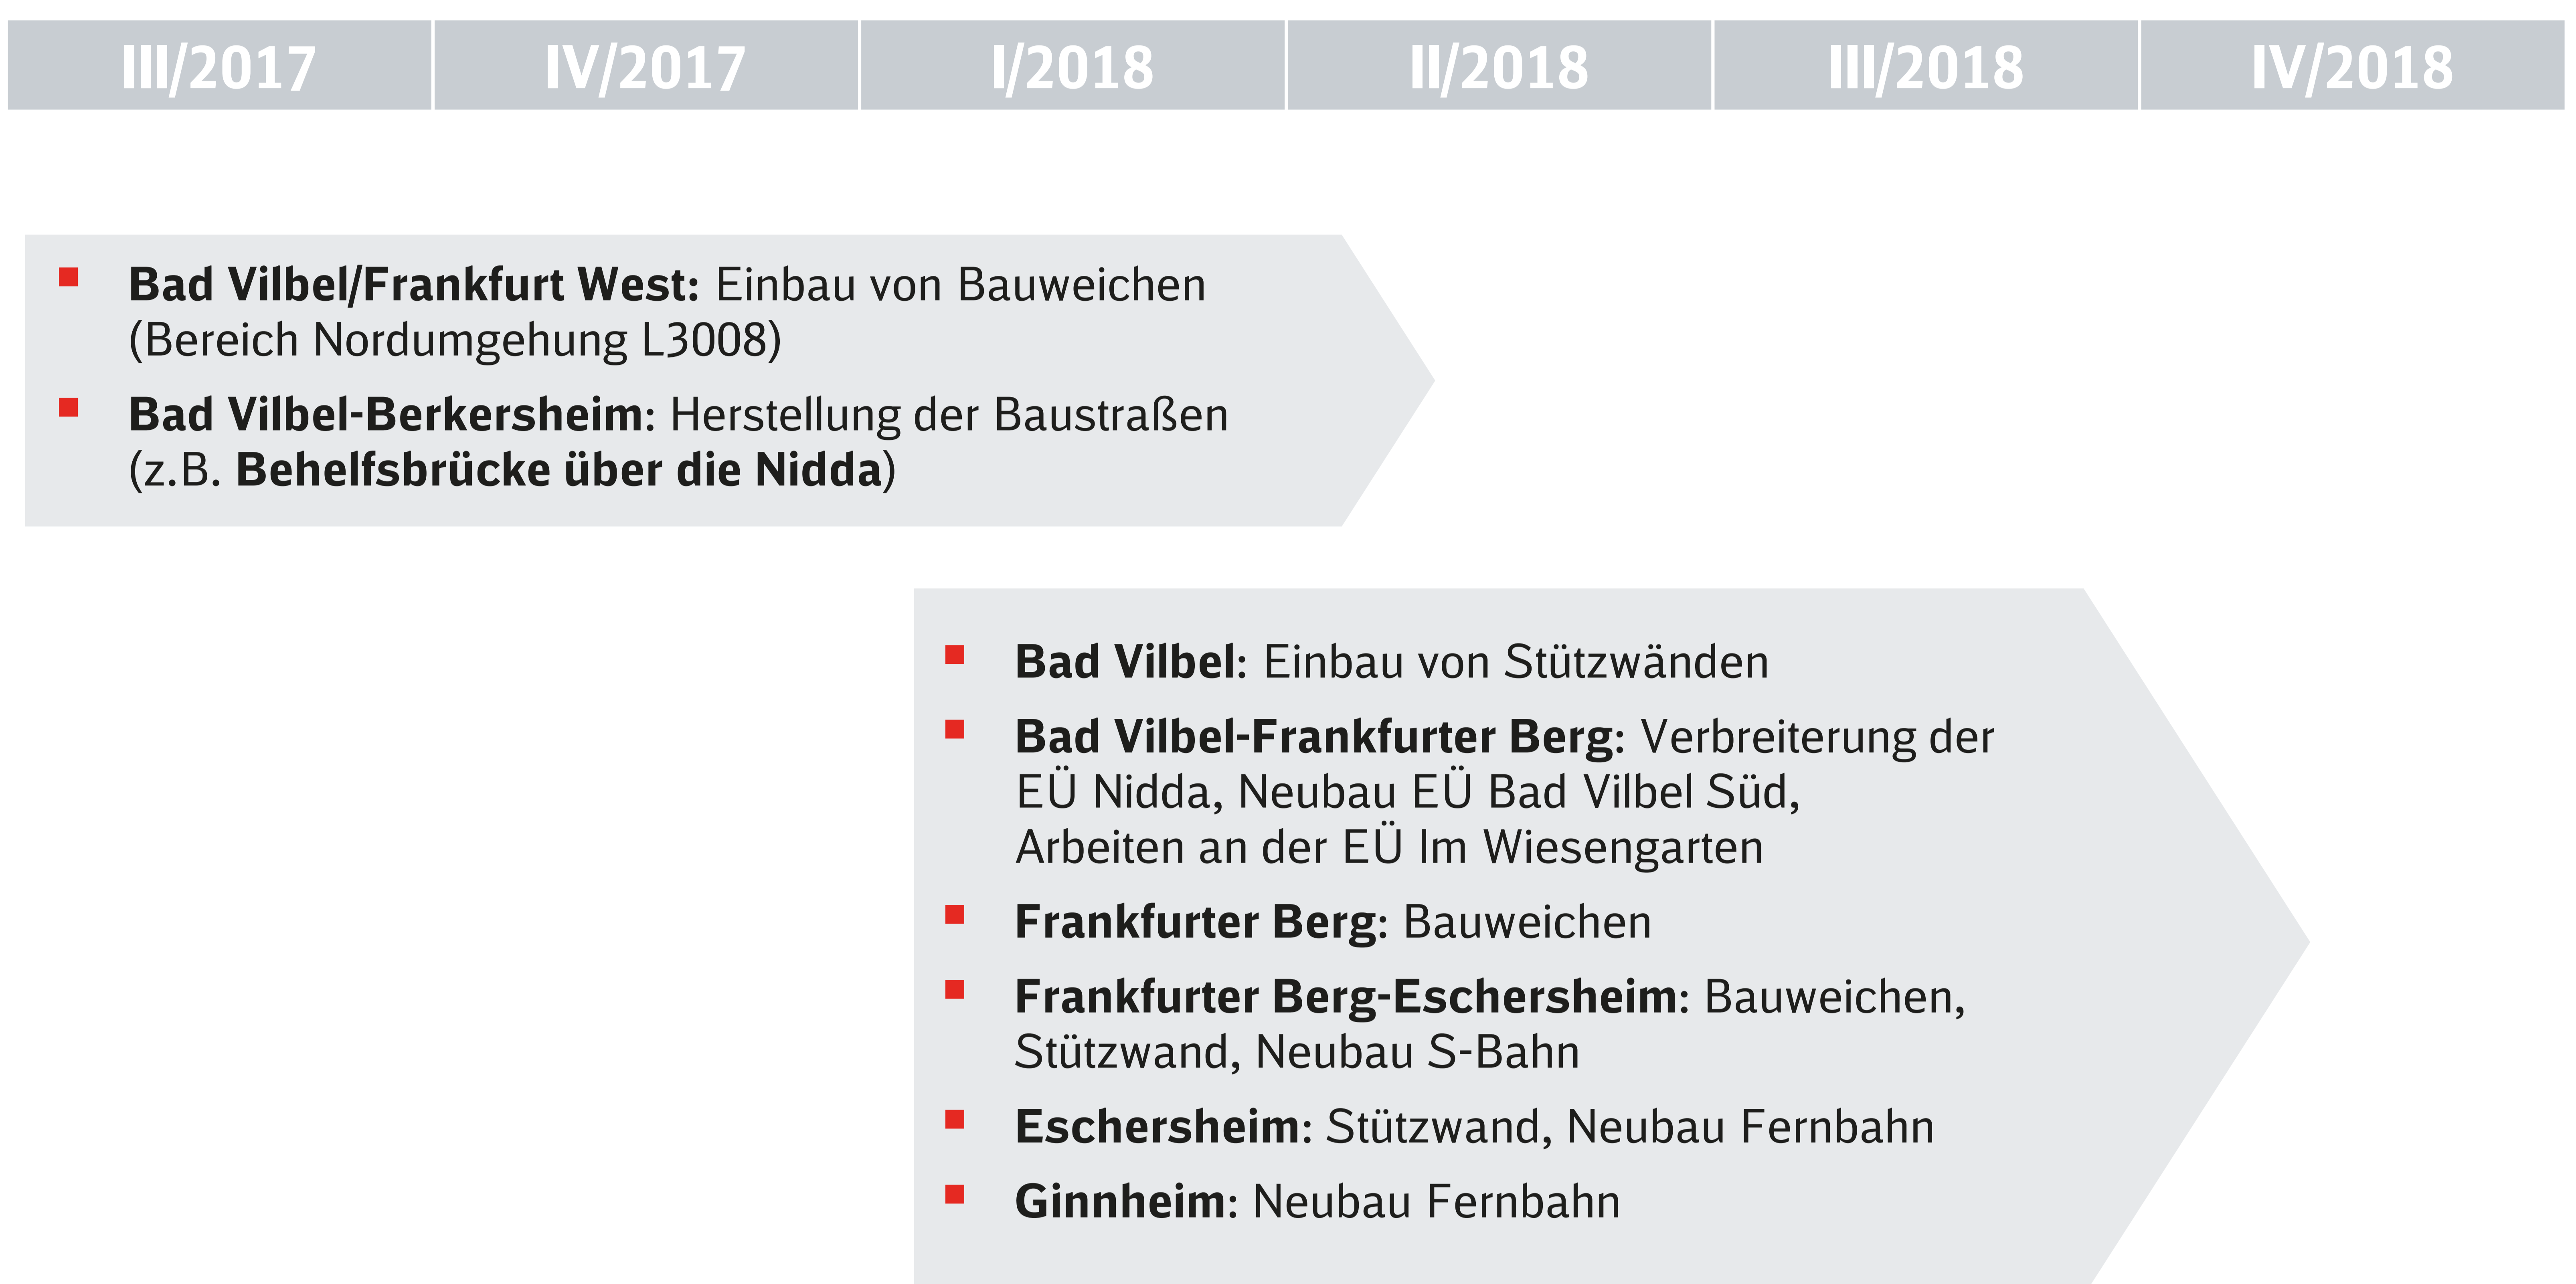 III/2017 IV/2017 I/2018 II/2018 III/2018 IV/2018
Bad Vilbel/Frankfurt West: Einbau von Bauweichen
(Bereich Nordumgehung L3008)
Bad Vilbel-Berkersheim: Herstellung der Baustraßen
(z.B. Behelfsbrücke über die Nidda)
Bad Vilbel: Einbau von Stützwänden
Bad Vilbel-Frankfurter Berg: Verbreiterung der
EÜ Nidda, Neubau EÜ Bad Vilbel Süd,
Arbeiten an der EÜ Im Wiesengarten
Frankfurter Berg: Bauweichen
Frankfurter Berg-Eschersheim: Bauweichen,
Stützwand, Neubau S-Bahn
Eschersheim: Stützwand, Neubau Fernbahn
Ginnheim: Neubau Fernbahn